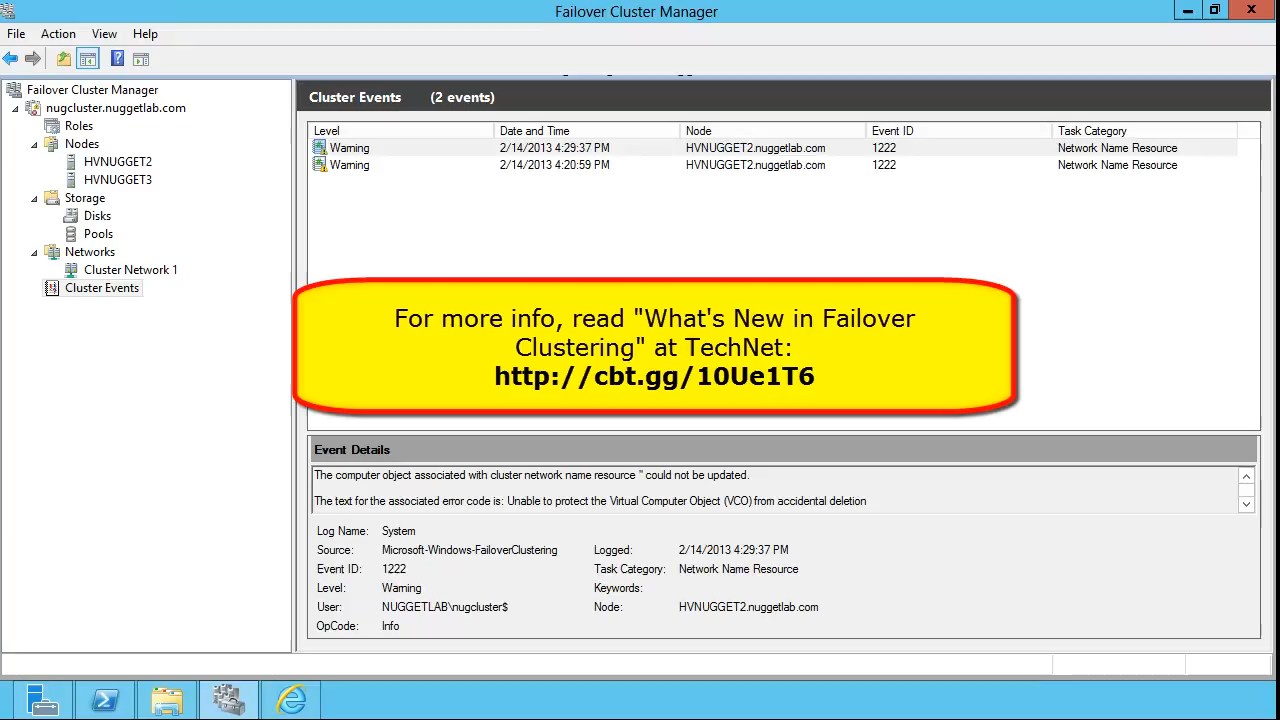 Failover Cluster Manager
File Action View Help
Failover Cluster Manager
nugcluster.nuggetlab.com
Roles
Nodes
HVNUGGET2
HVNUGGET3
Storage
Disks
Pools
Networks
Cluster Network 1
Cluster Events
Cluster Events (2 events)
Level Date and Time Node Event ID Task Category
Warning 2/14/2013 4:29:37 PM HVNUGGET2.nuggetlab.com 1222 Network Name Resource
Warning 2/14/2013 4:20:59 PM HVNUGGET2.nuggetlab.com 1222 Network Name Resource
For more info, read "What's New in Failover
Clustering" at TechNet:
http://cbt.gg/10Ue1T6
Event Details
The computer object associated with cluster network name resource '' could not be updated.
The text for the associated error code is: Unable to protect the Virtual Computer Object (VCO) from accidental deletion
Log Name: System
Source: Microsoft-Windows-FailoverClustering Logged: 2/14/2013 4:29:37 PM
Event ID: 1222 Task Category: Network Name Resource
Level: Warning Keywords:
User: NUGGETLAB\nugcluster$ Node: HVNUGGET2.nuggetlab.com
OpCode: Info